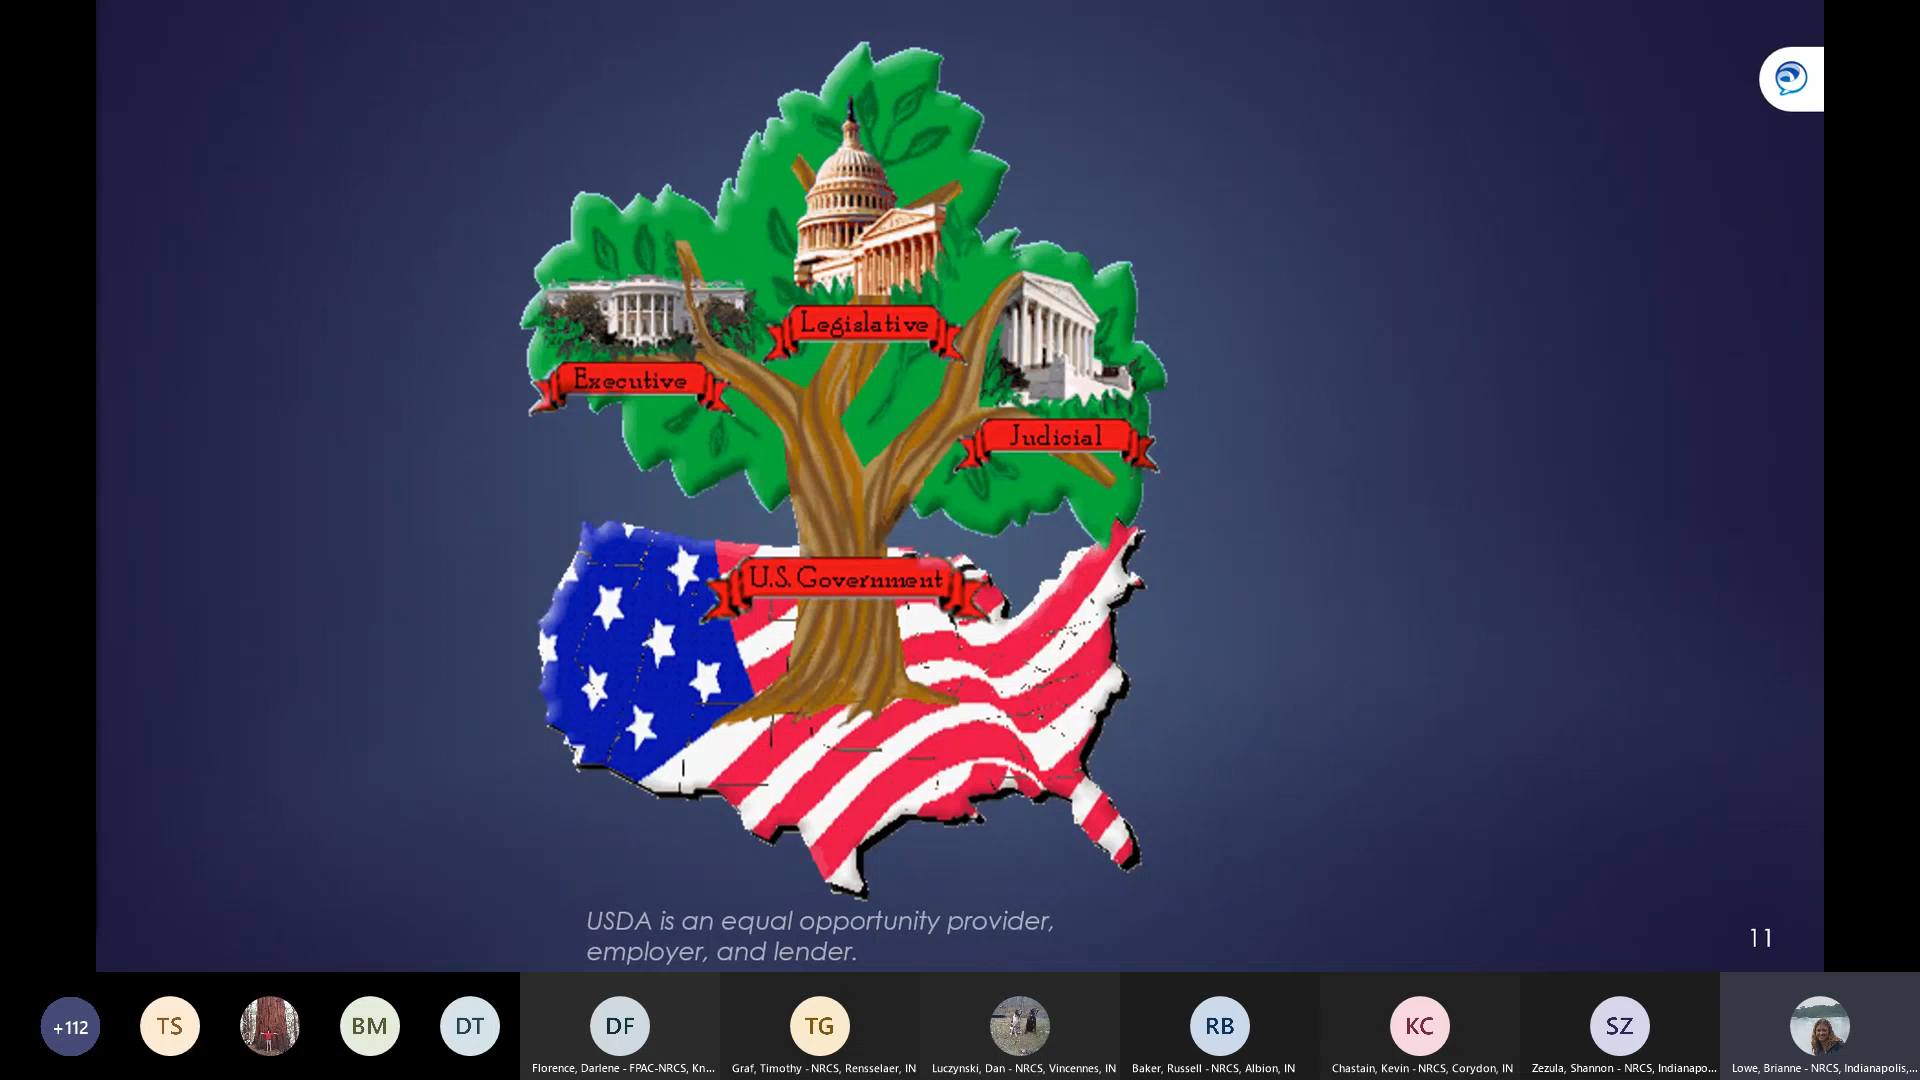 Legislative
Executive
Judicial
U.S. Government
USDA is an equal opportunity provider,
employer, and lender.
11
+112
TS
BM
DT
DF
TG
RB
KC
SZ
Florence, Darlene - FPAC-NRCS, Kn...
Graf, Timothy - NRCS, Rensselaer, IN
Luczynski, Dan - NRCS, Vincennes, IN
Baker, Russell - NRCS, Albion, IN
Chastain, Kevin - NRCS, Corydon, IN
Zezula, Shannon - NRCS, Indianapo...
Lowe, Brianne - NRCS, Indianapolis,...